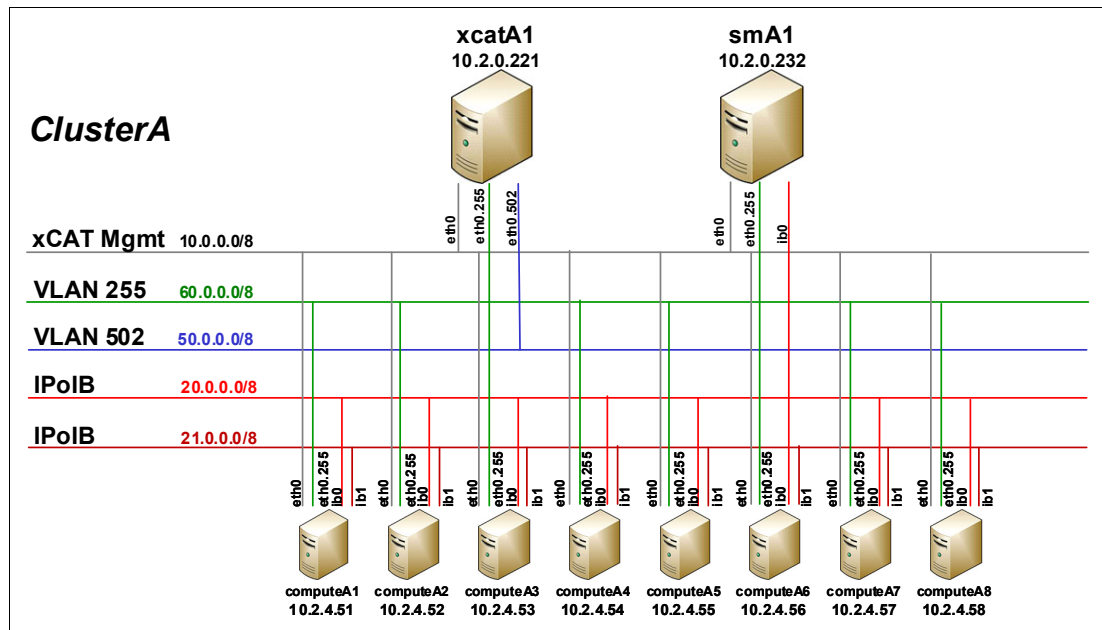 xcatA1
10.2.0.221
smA1
10.2.0.232
ClusterA
eth0
eth0.255
eth0.502
eth0
eth0.255
ib0
xCAT Mgmt 10.0.0.0/8
VLAN 255 60.0.0.0/8
VLAN 502 50.0.0.0/8
IPoIB 20.0.0.0/8
IPoIB 21.0.0.0/8
eth0 eth0.255 ib0 ib1
eth0 eth0.255 ib0 ib1
eth0 eth0.255 ib0 ib1
eth0 eth0.255 ib0 ib1
eth0 eth0.255 ib0 ib1
eth0 eth0.255 ib0 ib1
eth0 eth0.255 ib0 ib1
eth0 eth0.255 ib0 ib1
computeA1 computeA2 computeA3 computeA4 computeA5 computeA6 computeA7 computeA8
10.2.4.51 10.2.4.52 10.2.4.53 10.2.4.54 10.2.4.55 10.2.4.56 10.2.4.57 10.2.4.58